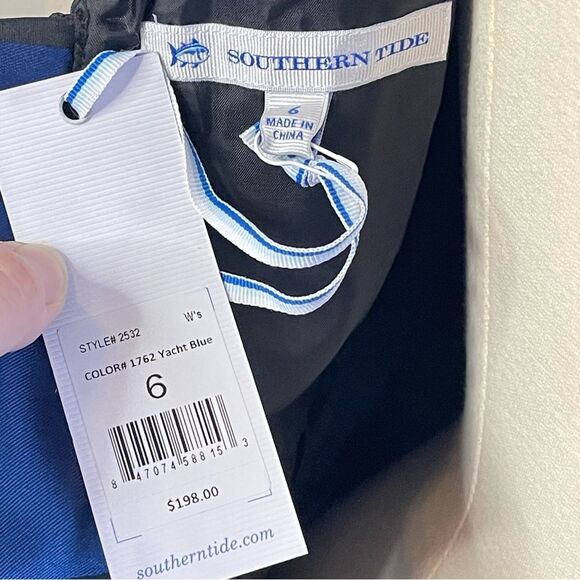 SOUTHERN TIDE
6
MADE IN
CHINA
STYLE# 2532 W's
COLOR# 1762 Yacht Blue
6
8 47074 58815 3
$198.00
southerntide.com